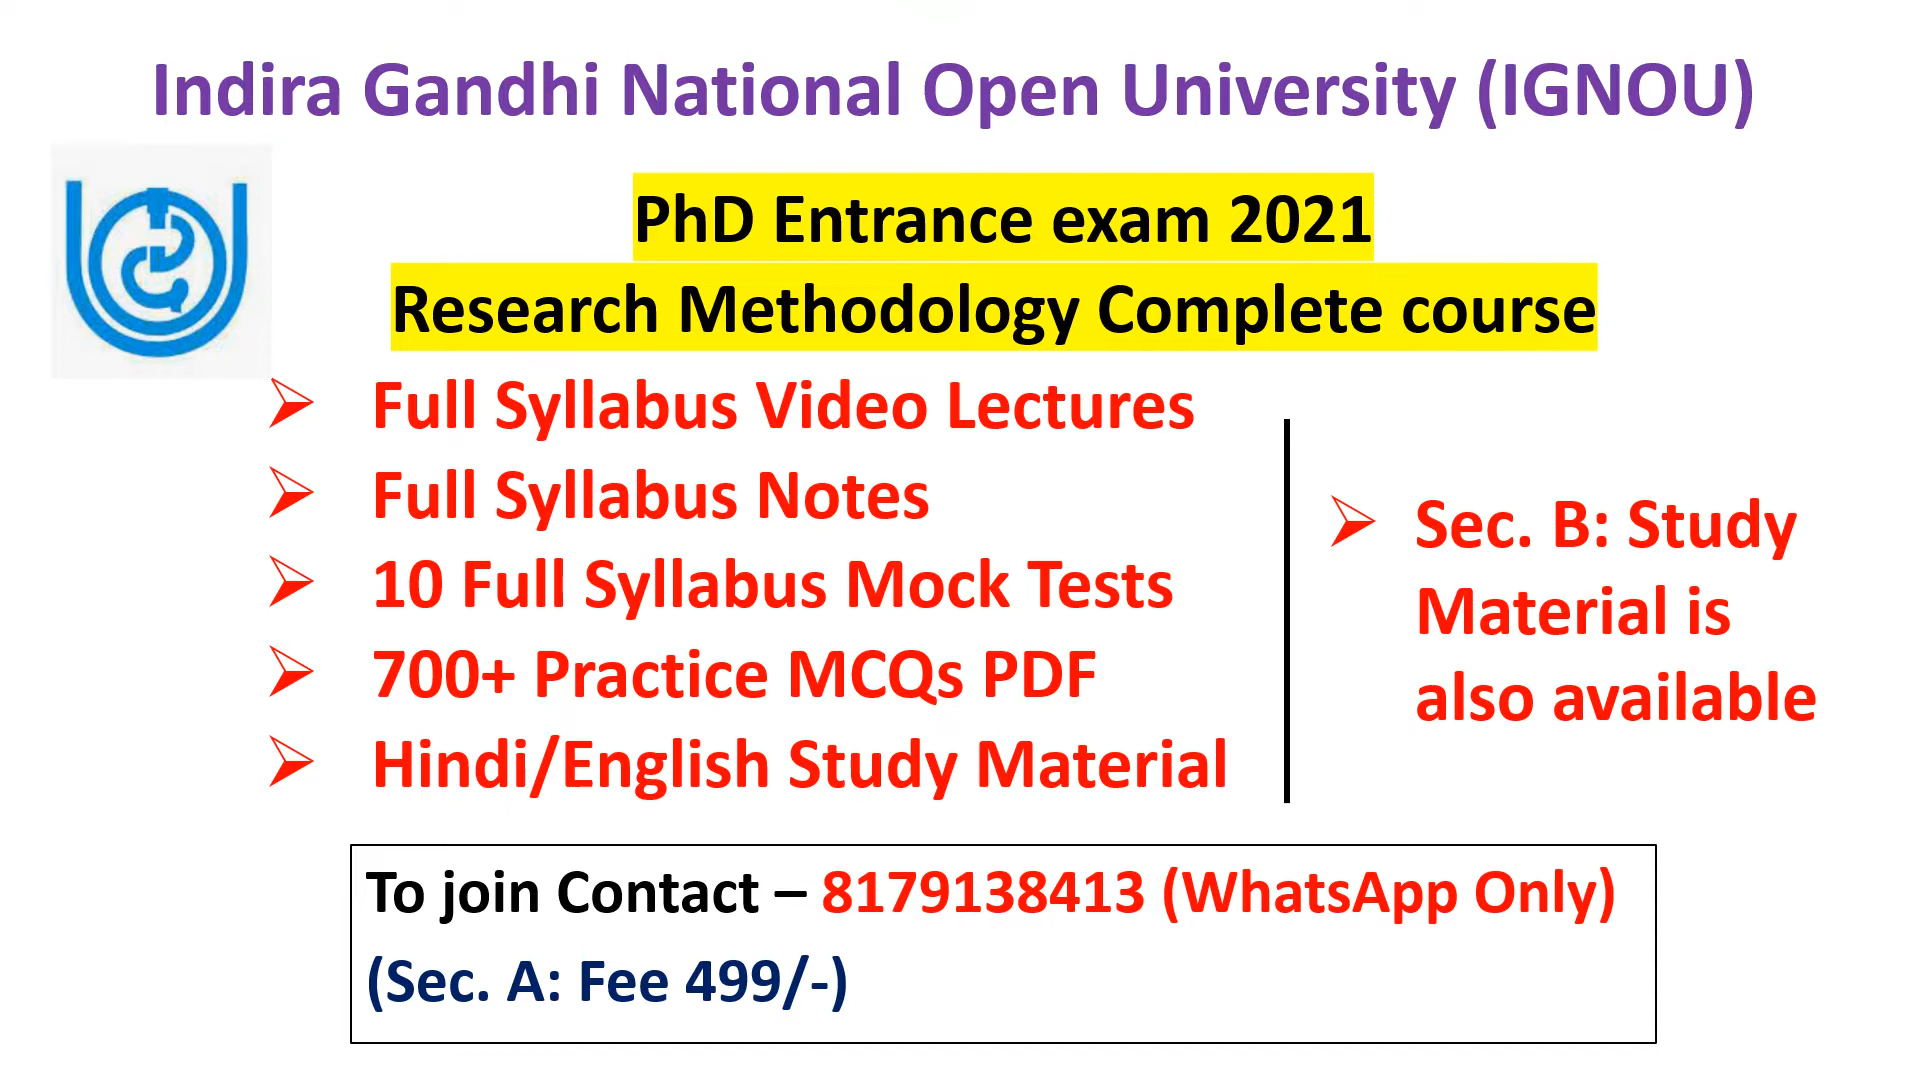 Indira Gandhi National Open University (IGNOU)
PhD Entrance exam 2021
Research Methodology Complete course
Full Syllabus Video Lectures
Full Syllabus Notes
10 Full Syllabus Mock Tests
700+ Practice MCQs PDF
Hindi/English Study Material
Sec. B: Study
Material is
also available
To join Contact – 8179138413 (WhatsApp Only)
(Sec. A: Fee 499/-)